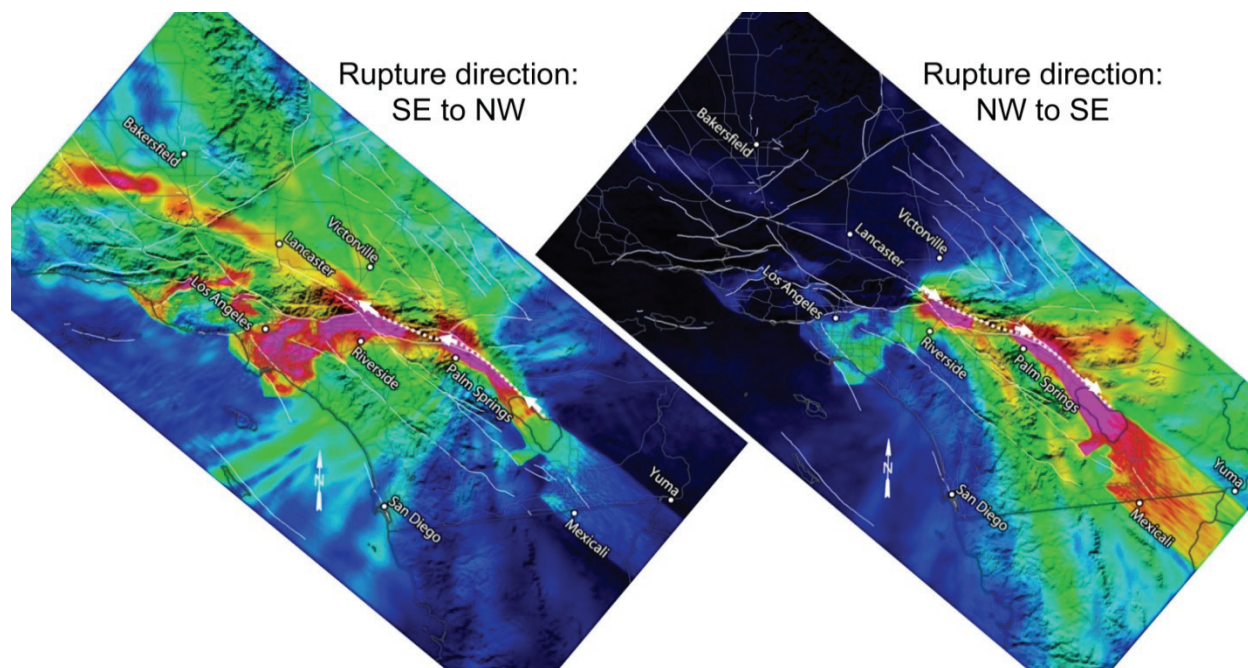 Rupture direction:
SE to NW
Bakersfield
Lancaster
Victorville
Los Angeles
Riverside
Palm Springs
N
San Diego
Yuma
Mexicali
Rupture direction:
NW to SE
Bakersfield
Lancaster
Victorville
Los Angeles
Riverside
Palm Springs
N
San Diego
Yuma
Mexicali